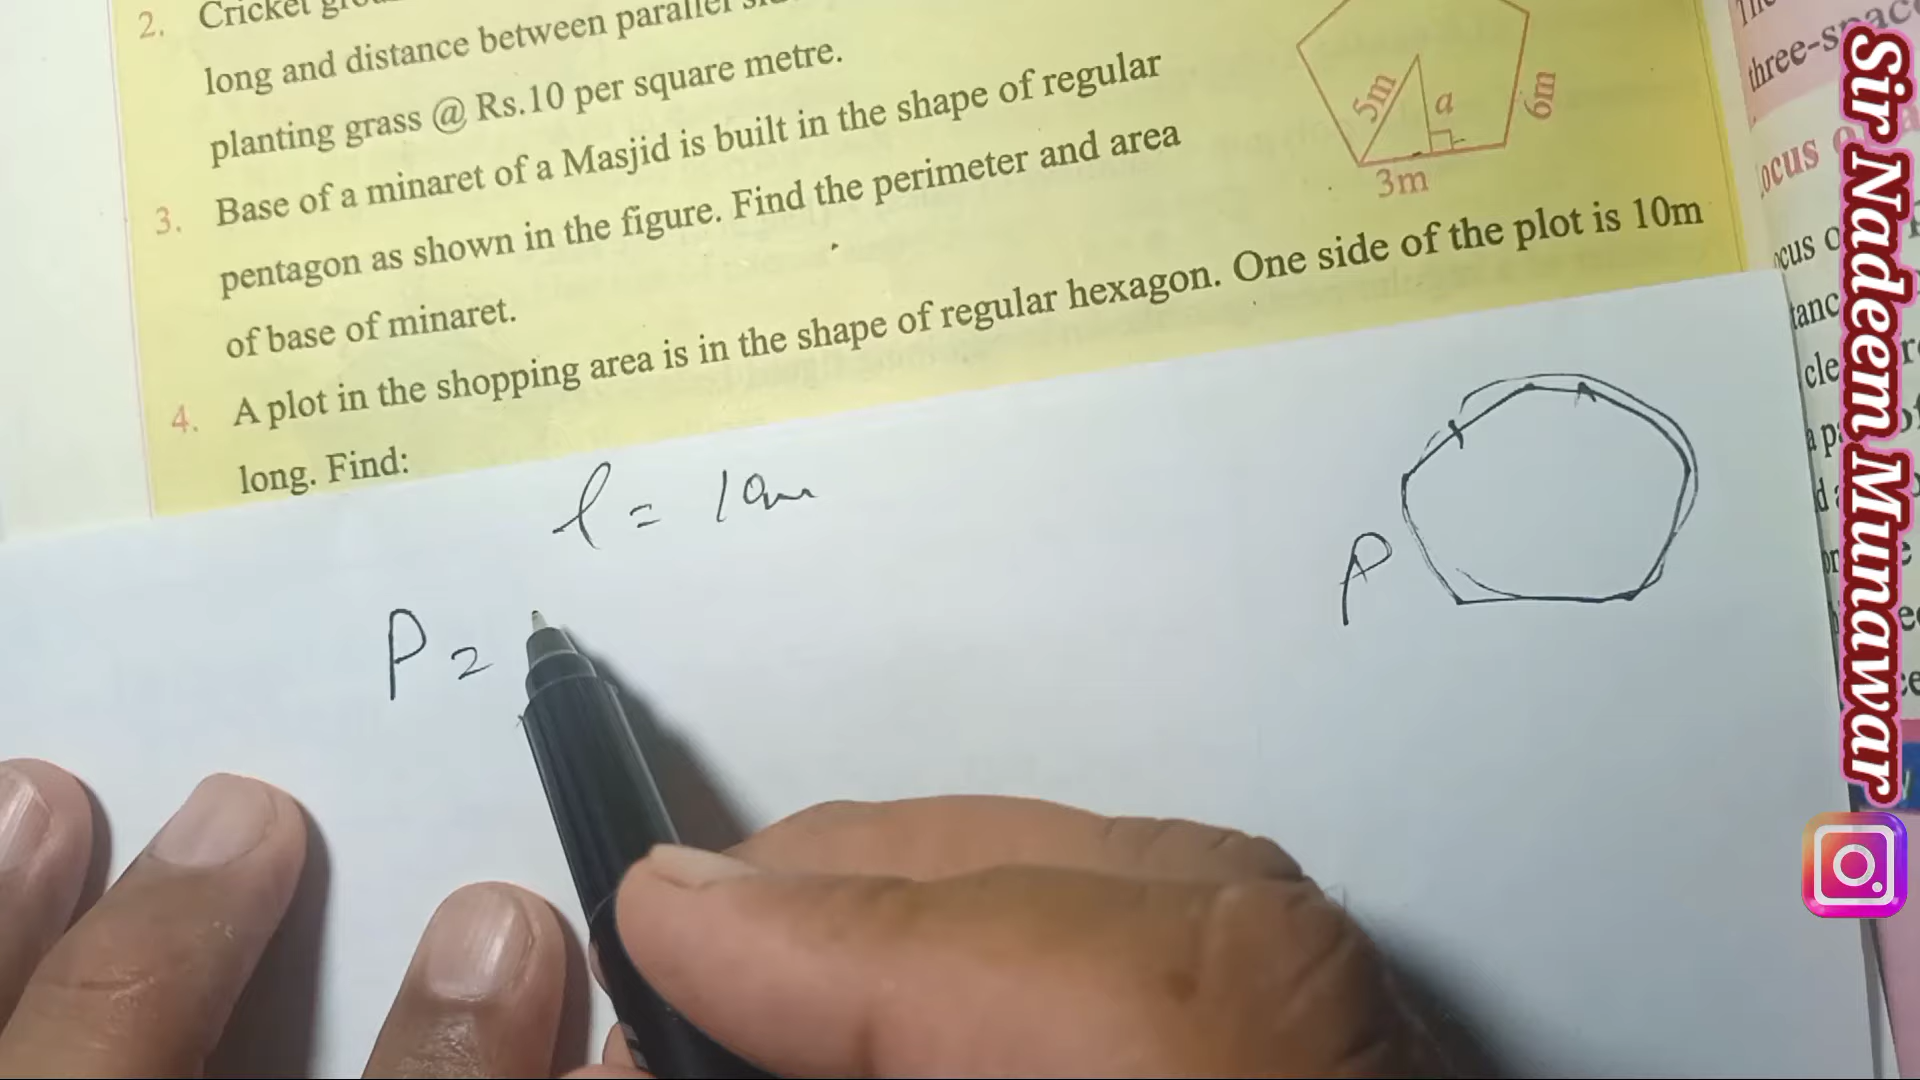 2. Cricket
long and distance between parallel
planting grass @ Rs.10 per square metre.
3. Base of a minaret of a Masjid is built in the shape of regular
pentagon as shown in the figure. Find the perimeter and area
of base of minaret.
4. A plot in the shopping area is in the shape of regular hexagon. One side of the plot is 10m
long. Find:
5m
a
6m
3m
l = 10m
P =
P
three-space
Sir Nadeem Munawar